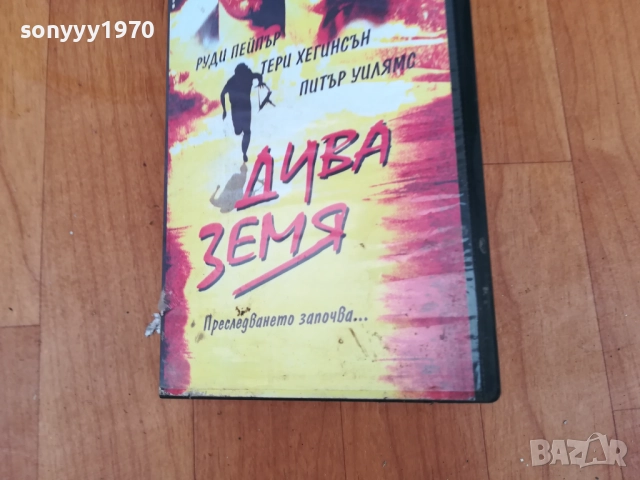 sonyyy1970
РУДИ ПЕЙПЪР
ТЕРИ ХЕГИНСЪН
ПИТЪР УИЛЯМС
ДИВА
ЗЕМЯ
Преследването започва...
BAZAR